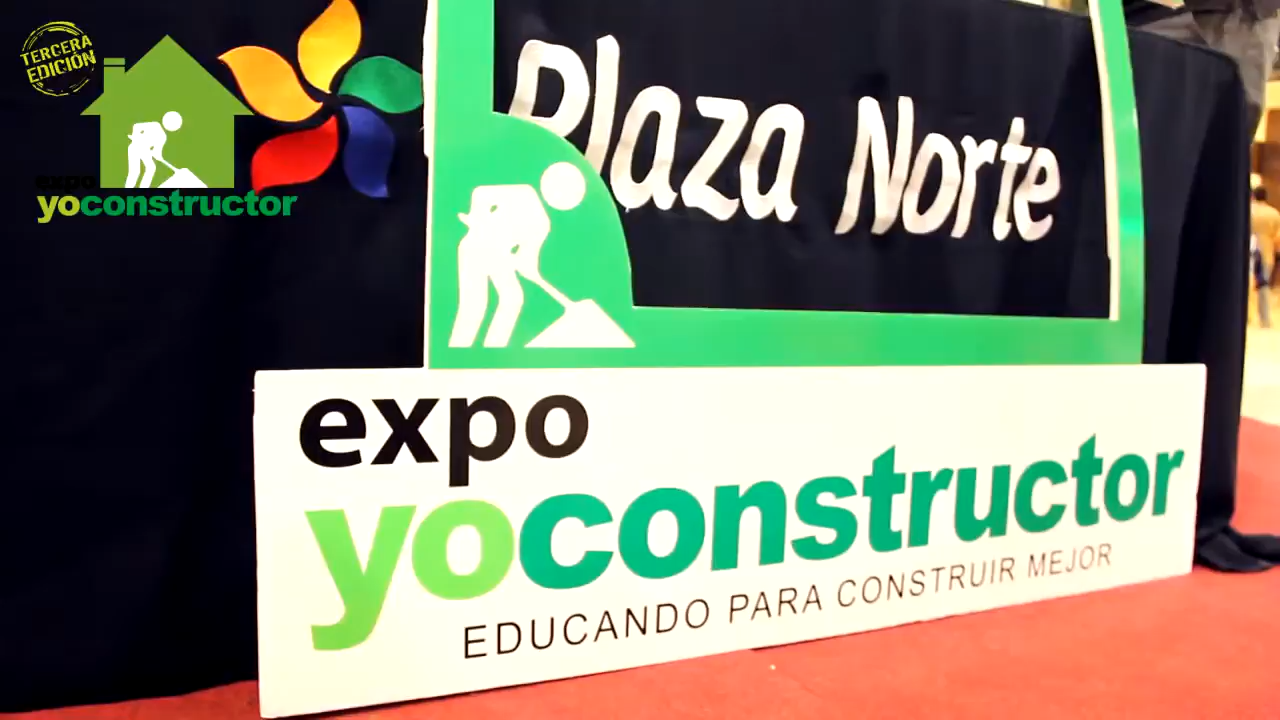 TERCERA
EDICIÓN
expo
yoconstructor
Plaza Norte
expo
yoconstructor
EDUCANDO PARA CONSTRUIR MEJOR